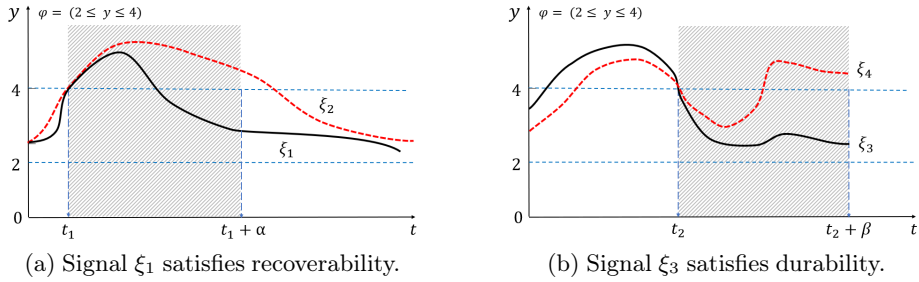 y
φ = (2 ≤ y ≤ 4)
4
ξ₂
ξ₁
2
0
t₁
t₁ + α
t
(a) Signal ξ₁ satisfies recoverability.
y
φ = (2 ≤ y ≤ 4)
ξ₄
4
ξ₃
2
0
t₂
t₂ + β
t
(b) Signal ξ₃ satisfies durability.